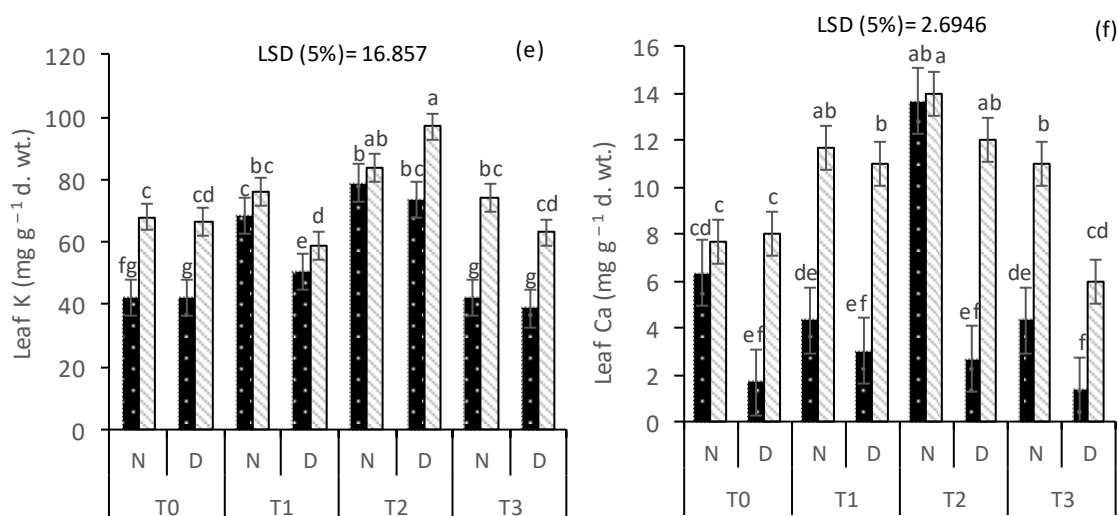 LSD (5%)= 16.857
(e)
Leaf K (mg g⁻¹ d. wt.)
120
100
80
60
40
20
0
fg
c
g
cd
c
bc
e
d
b
ab
bc
a
g
bc
g
cd
N
D
N
D
N
D
N
D
T0
T1
T2
T3
LSD (5%)= 2.6946
(f)
Leaf Ca (mg g⁻¹ d. wt.)
16
14
12
10
8
6
4
2
0
cd
c
ef
c
de
ab
ef
b
ab
a
ef
ab
de
b
f
cd
N
D
N
D
N
D
N
D
T0
T1
T2
T3